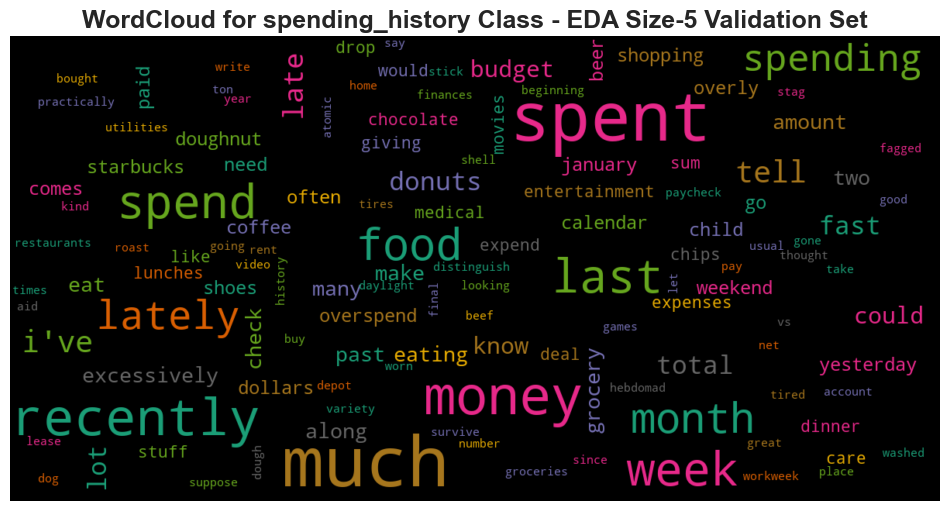 WordCloud for spending_history Class - EDA Size-5 Validation Set
drop say
bought write late would stick budget beer shopping spending
practically paid ton year home finances beginning overly stag
utilities atomic chocolate movies spent amount
doughnut giving fagged
starbucks need shell january sum tell two
comes kind spend often donuts entertainment paycheck go good
coffee tires medical calendar child fast
restaurants roast going rent food expend chips usual gone thought
like video make distinguish last let pay take
lunches history
times eat shoes many daylight looking weekend
aid lately final expenses
i've check overspend beef games vs could
buy past eating know deal total net yesterday
excessively worn grocery
dollars depot hebdomad tired account
recently variety money month
lease along survive great dinner
lot stuff dough much number since week care washed
dog suppose groceries workweek place